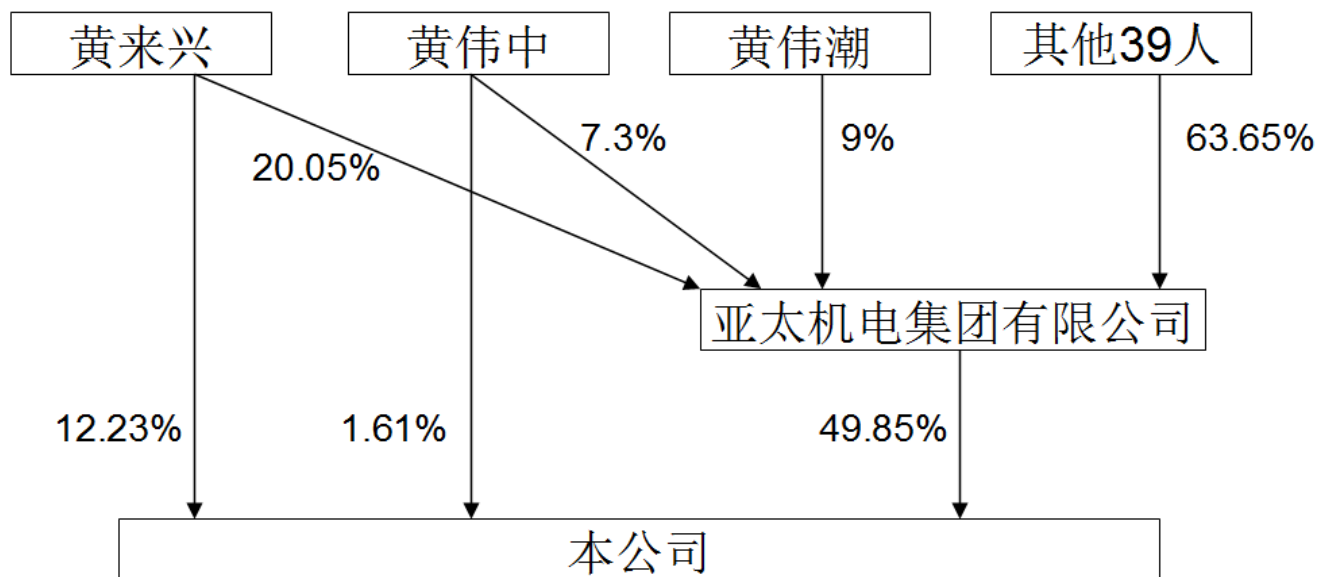 黄来兴
黄伟中
黄伟潮
其他39人
7.3%
9%
63.65%
20.05%
亚太机电集团有限公司
12.23%
1.61%
49.85%
本公司